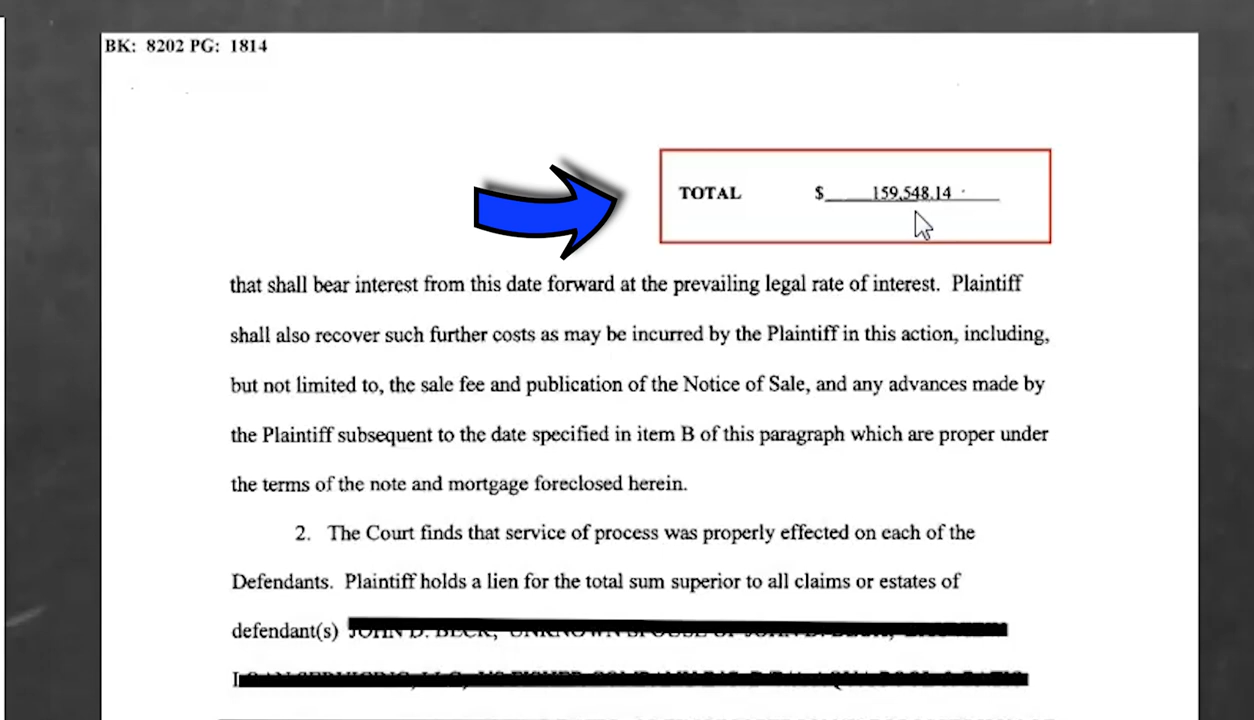 BK: 8202 PG: 1814
TOTAL $ 159,548.14
that shall bear interest from this date forward at the prevailing legal rate of interest. Plaintiff
shall also recover such further costs as may be incurred by the Plaintiff in this action, including,
but not limited to, the sale fee and publication of the Notice of Sale, and any advances made by
the Plaintiff subsequent to the date specified in item B of this paragraph which are proper under
the terms of the note and mortgage foreclosed herein.
2. The Court finds that service of process was properly effected on each of the
Defendants. Plaintiff holds a lien for the total sum superior to all claims or estates of
defendant(s)